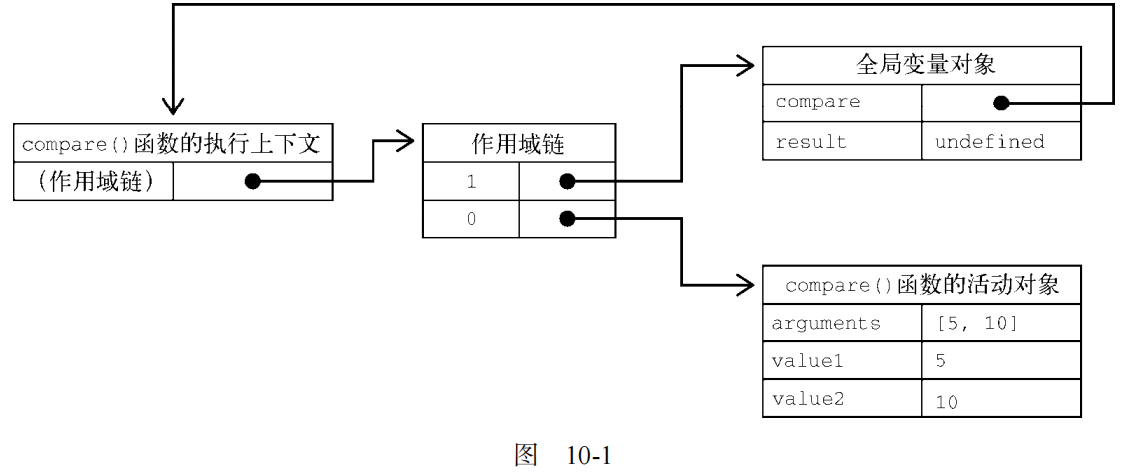 全局变量对象
compare
result undefined
compare()函数的执行上下文
(作用域链)
作用域链
1
0
compare()函数的活动对象
arguments [5, 10]
value1 5
value2 10
图 10-1